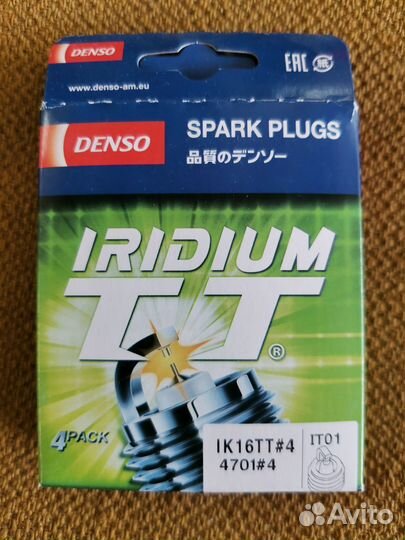 DENSO
EAC
www.denso-am.eu
DENSO
SPARK PLUGS
品質のデンソー
IRIDIUM
TT®
4PACK
IK16TT#4
4701#4
IT01
Avito